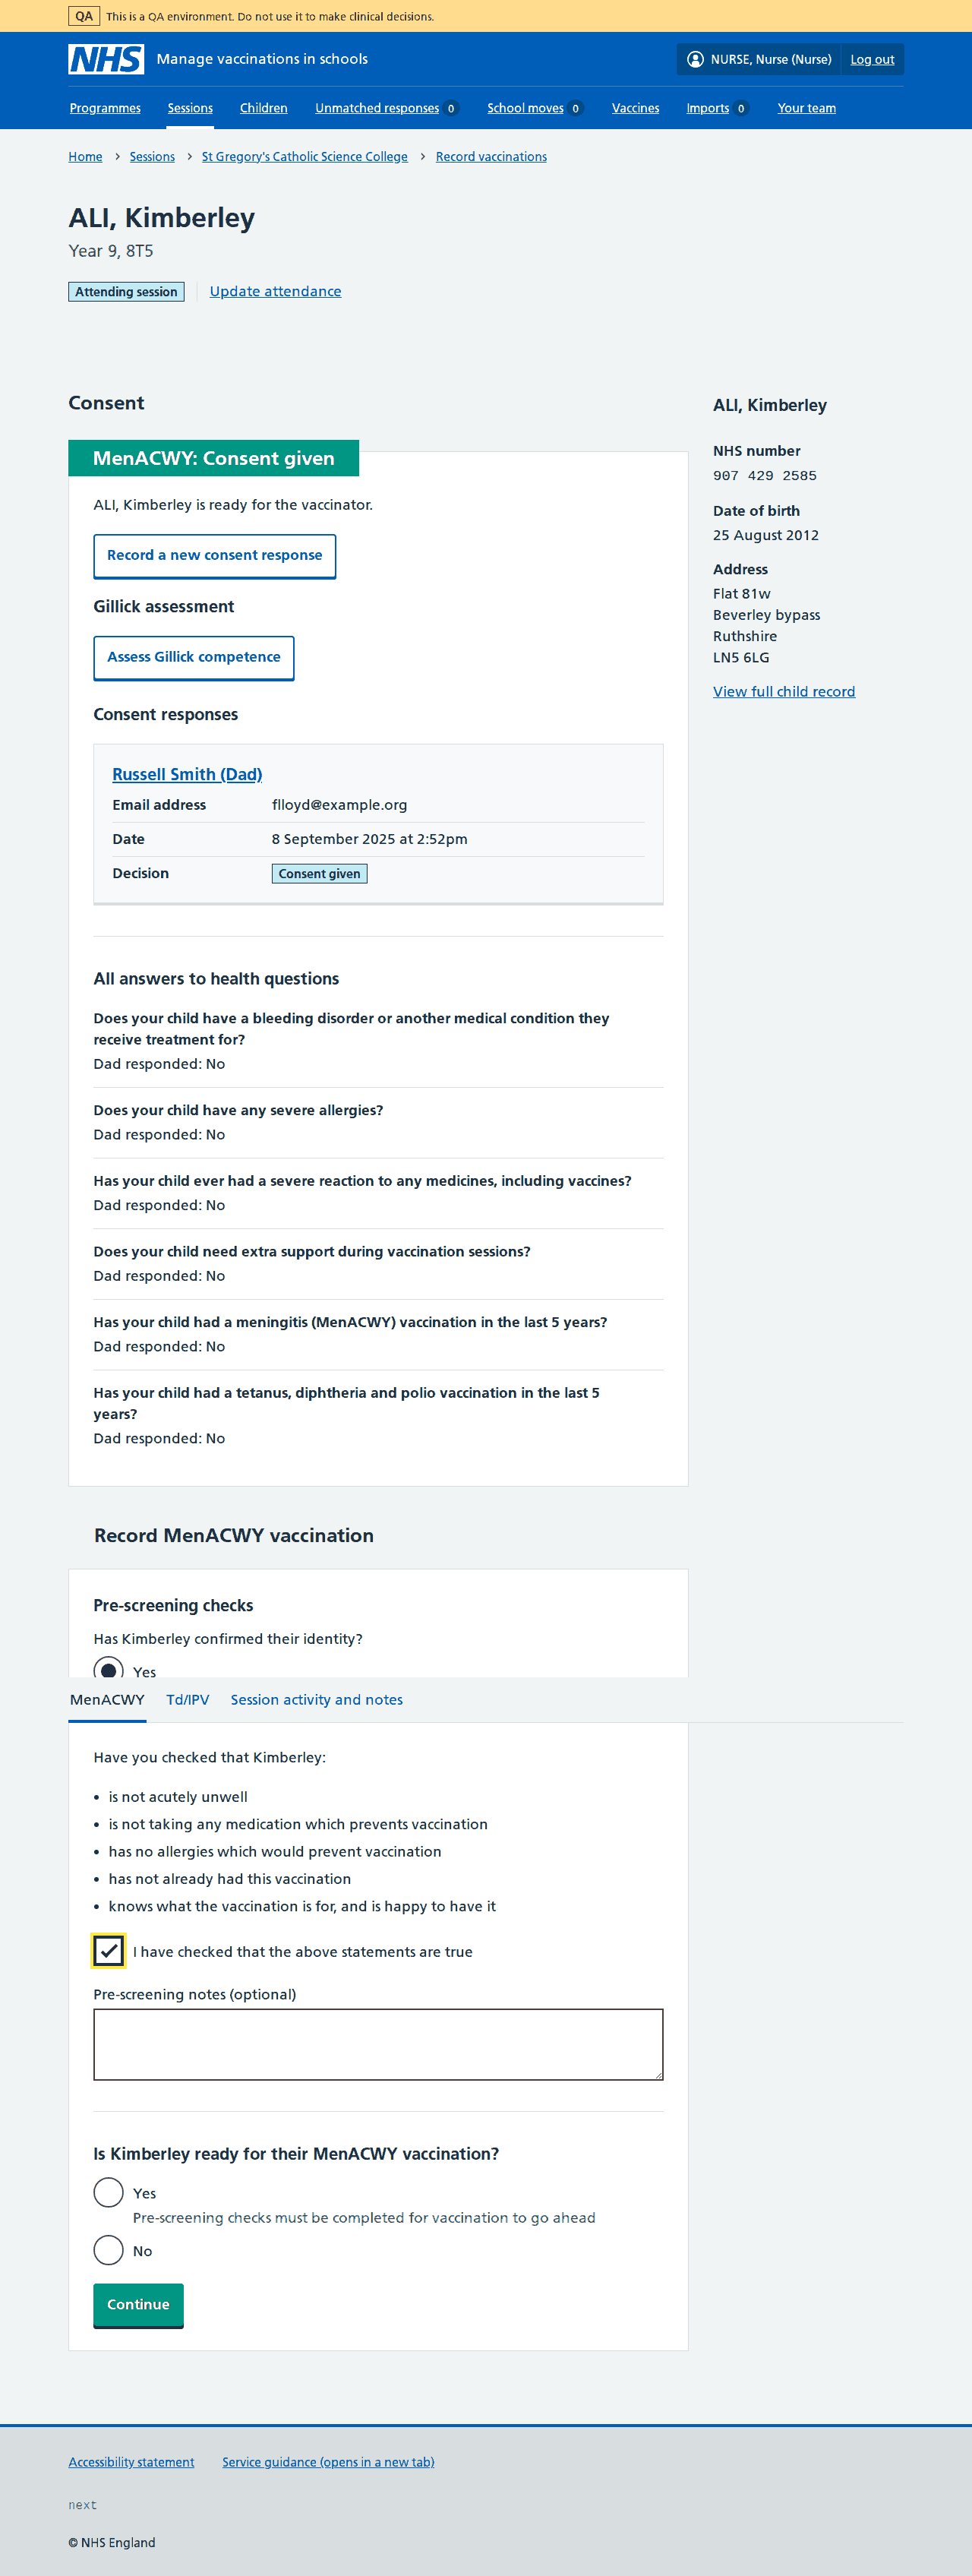 QA This is a QA environment. Do not use it to make clinical decisions.
NHS Manage vaccinations in schools NURSE, Nurse (Nurse) Log out
Programmes Sessions Children Unmatched responses 0 School moves 0 Vaccines Imports 0 Your team
Home Sessions St Gregory's Catholic Science College Record vaccinations
ALI, Kimberley
Year 9, 8T5
Attending session Update attendance
Consent
MenACWY: Consent given
ALI, Kimberley is ready for the vaccinator.
Record a new consent response
Gillick assessment
Assess Gillick competence
Consent responses
Russell Smith (Dad)
Email address flloyd@example.org
Date 8 September 2025 at 2:52pm
Decision Consent given
All answers to health questions
Does your child have a bleeding disorder or another medical condition they
receive treatment for?
Dad responded: No
Does your child have any severe allergies?
Dad responded: No
Has your child ever had a severe reaction to any medicines, including vaccines?
Dad responded: No
Does your child need extra support during vaccination sessions?
Dad responded: No
Has your child had a meningitis (MenACWY) vaccination in the last 5 years?
Dad responded: No
Has your child had a tetanus, diphtheria and polio vaccination in the last 5
years?
Dad responded: No
ALI, Kimberley
NHS number
907 429 2585
Date of birth
25 August 2012
Address
Flat 81w
Beverley bypass
Ruthshire
LN5 6LG
View full child record
Record MenACWY vaccination
Pre-screening checks
Has Kimberley confirmed their identity?
Yes
MenACWY Td/IPV Session activity and notes
Have you checked that Kimberley:
• is not acutely unwell
• is not taking any medication which prevents vaccination
• has no allergies which would prevent vaccination
• has not already had this vaccination
• knows what the vaccination is for, and is happy to have it
I have checked that the above statements are true
Pre-screening notes (optional)
Is Kimberley ready for their MenACWY vaccination?
Yes
Pre-screening checks must be completed for vaccination to go ahead
No
Continue
Accessibility statement Service guidance (opens in a new tab)
next
© NHS England